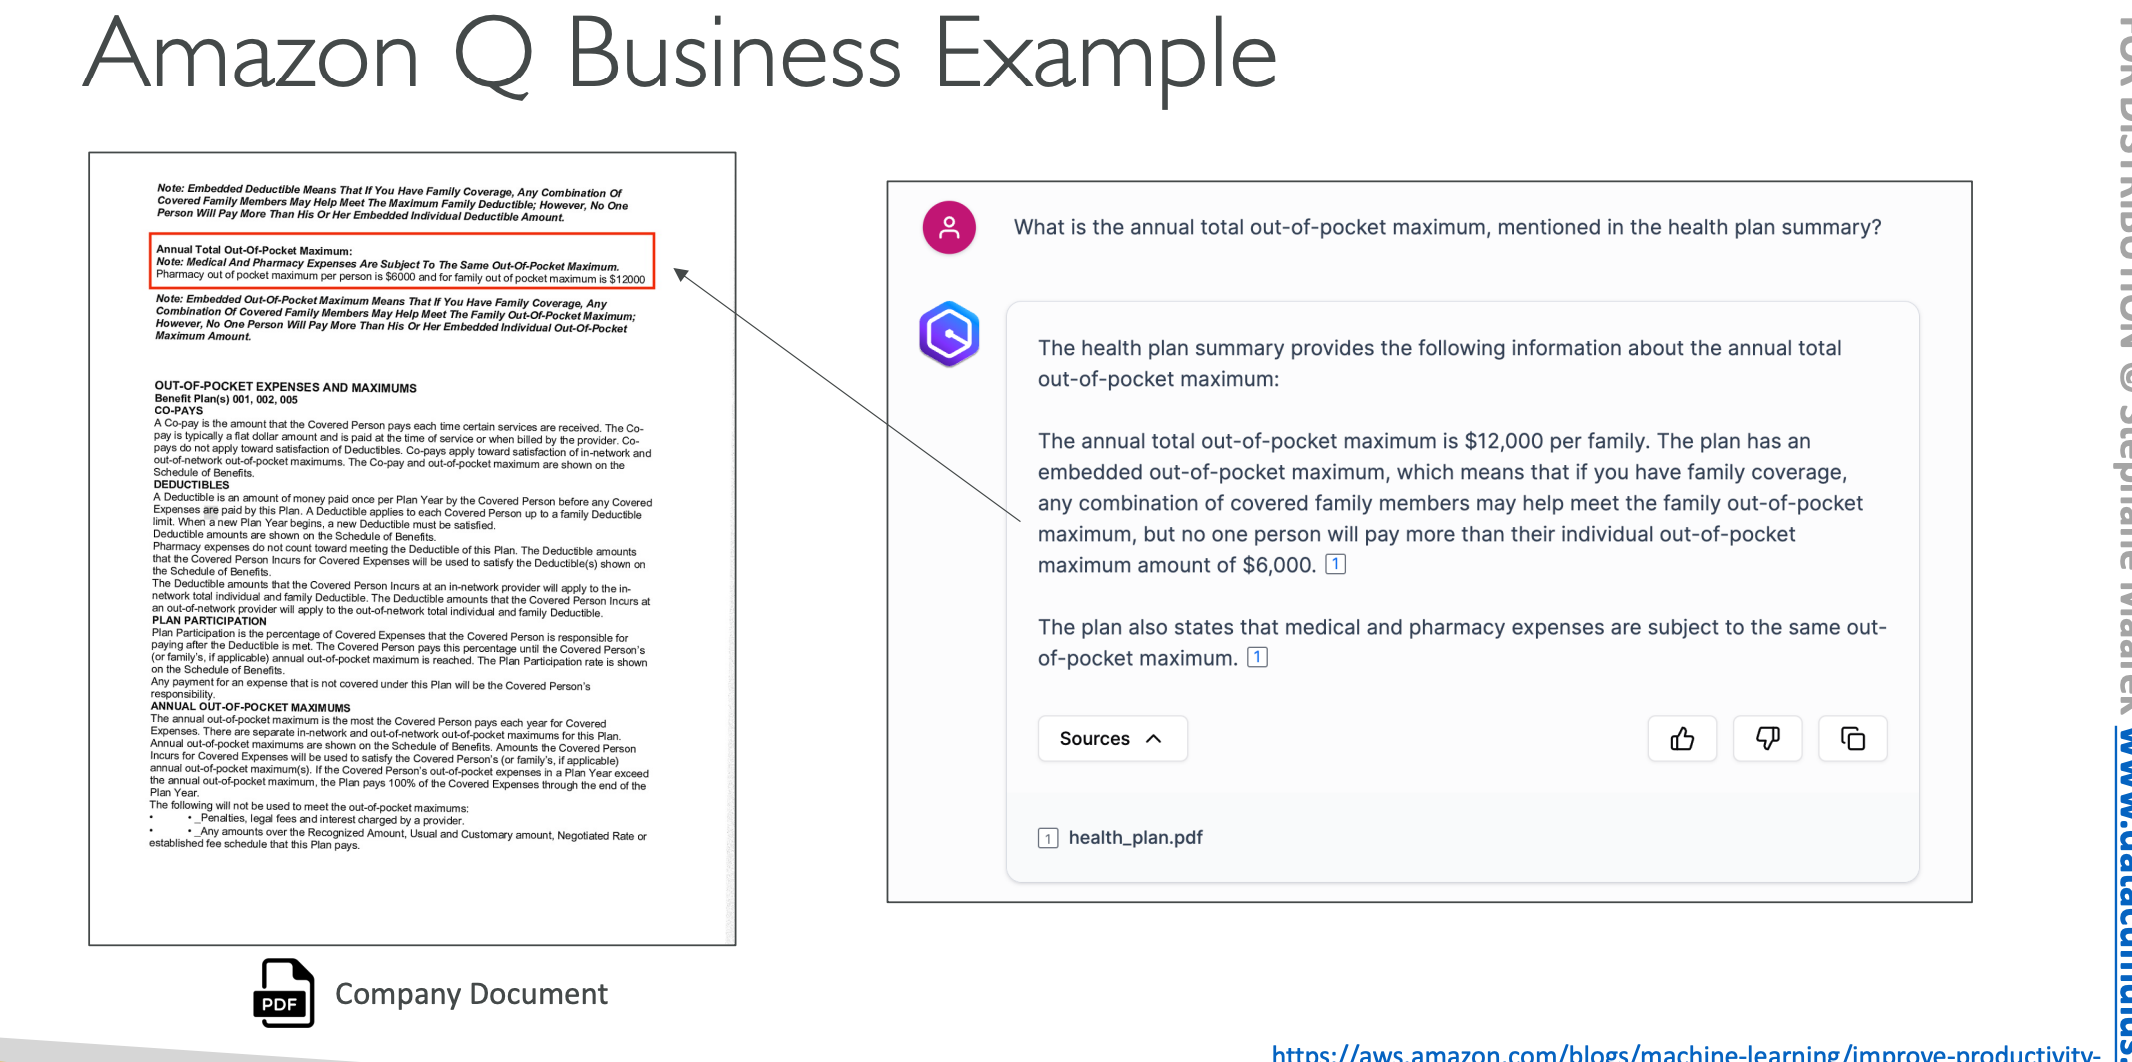 Amazon Q Business Example
Note: Embedded Deductible Means That If You Have Family Coverage, Any Combination Of
Covered Family Members May Help Meet The Maximum Family Deductible; However, No One
Person Will Pay More Than His Or Her Embedded Individual Deductible Amount.
Annual Total Out-Of-Pocket Maximum:
Note: Medical And Pharmacy Expenses Are Subject To The Same Out-Of-Pocket Maximum.
Pharmacy out of pocket maximum per person is $6000 and for family out of pocket maximum is $12000
Note: Embedded Out-Of-Pocket Maximum Means That If You Have Family Coverage, Any
Combination Of Covered Family Members May Help Meet The Family Out-Of-Pocket Maximum;
However, No One Person Will Pay More Than His Or Her Embedded Individual Out-Of-Pocket
Maximum Amount.
OUT-OF-POCKET EXPENSES AND MAXIMUMS
Benefit Plan(s) 001, 002, 005
CO-PAYS
A Co-pay is the amount that the Covered Person pays each time certain services are received. The Co-
pay is typically a flat dollar amount and is paid at the time of service or when billed by the provider. Co-
pays do not apply toward satisfaction of Deductibles. Co-pays apply toward satisfaction of in-network and
out-of-network out-of-pocket maximums. The Co-pay and out-of-pocket maximum are shown on the
Schedule of Benefits.
DEDUCTIBLES
A Deductible is an amount of money paid once per Plan Year by the Covered Person before any Covered
Expenses are paid by this Plan. A Deductible applies to each Covered Person up to a family Deductible
limit. When a new Plan Year begins, a new Deductible must be satisfied.
Deductible amounts are shown on the Schedule of Benefits.
Pharmacy expenses do not count toward meeting the Deductible of this Plan. The Deductible amounts
that the Covered Person Incurs for Covered Expenses will be used to satisfy the Deductible(s) shown on
the Schedule of Benefits.
The Deductible amounts that the Covered Person Incurs at an in-network provider will apply to the in-
network total individual and family Deductible. The Deductible amounts that the Covered Person Incurs at
an out-of-network provider will apply to the out-of-network total individual and family Deductible.
PLAN PARTICIPATION
Plan Participation is the percentage of Covered Expenses that the Covered Person is responsible for
paying after the Deductible is met. The Covered Person pays this percentage until the Covered Person's
(or family's, if applicable) annual out-of-pocket maximum is reached. The Plan Participation rate is shown
on the Schedule of Benefits.
Any payment for an expense that is not covered under this Plan will be the Covered Person's
responsibility.
ANNUAL OUT-OF-POCKET MAXIMUMS
The annual out-of-pocket maximum is the most the Covered Person pays each year for Covered
Expenses. There are separate in-network and out-of-network out-of-pocket maximums for this Plan.
Annual out-of-pocket maximums are shown on the Schedule of Benefits. Amounts the Covered Person
Incurs for Covered Expenses will be used to satisfy the Covered Person's (or family's, if applicable)
annual out-of-pocket maximum(s). If the Covered Person's out-of-pocket expenses in a Plan Year exceed
the annual out-of-pocket maximum, the Plan pays 100% of the Covered Expenses through the end of the
Plan Year.
The following will not be used to meet the out-of-pocket maximums:
• • _Penalties, legal fees and interest charged by a provider.
• • _Any amounts over the Recognized Amount, Usual and Customary amount, Negotiated Rate or
established fee schedule that this Plan pays.
PDF
Company Document
What is the annual total out-of-pocket maximum, mentioned in the health plan summary?
The health plan summary provides the following information about the annual total
out-of-pocket maximum:
The annual total out-of-pocket maximum is $12,000 per family. The plan has an
embedded out-of-pocket maximum, which means that if you have family coverage,
any combination of covered family members may help meet the family out-of-pocket
maximum, but no one person will pay more than their individual out-of-pocket
maximum amount of $6,000. 1
The plan also states that medical and pharmacy expenses are subject to the same out-
of-pocket maximum. 1
Sources
1 health_plan.pdf
https://aws.amazon.com/blogs/machine-learning/improve-productivity-
FOR DISTRIBUTION © Stephane Maarek www.datacumulus.